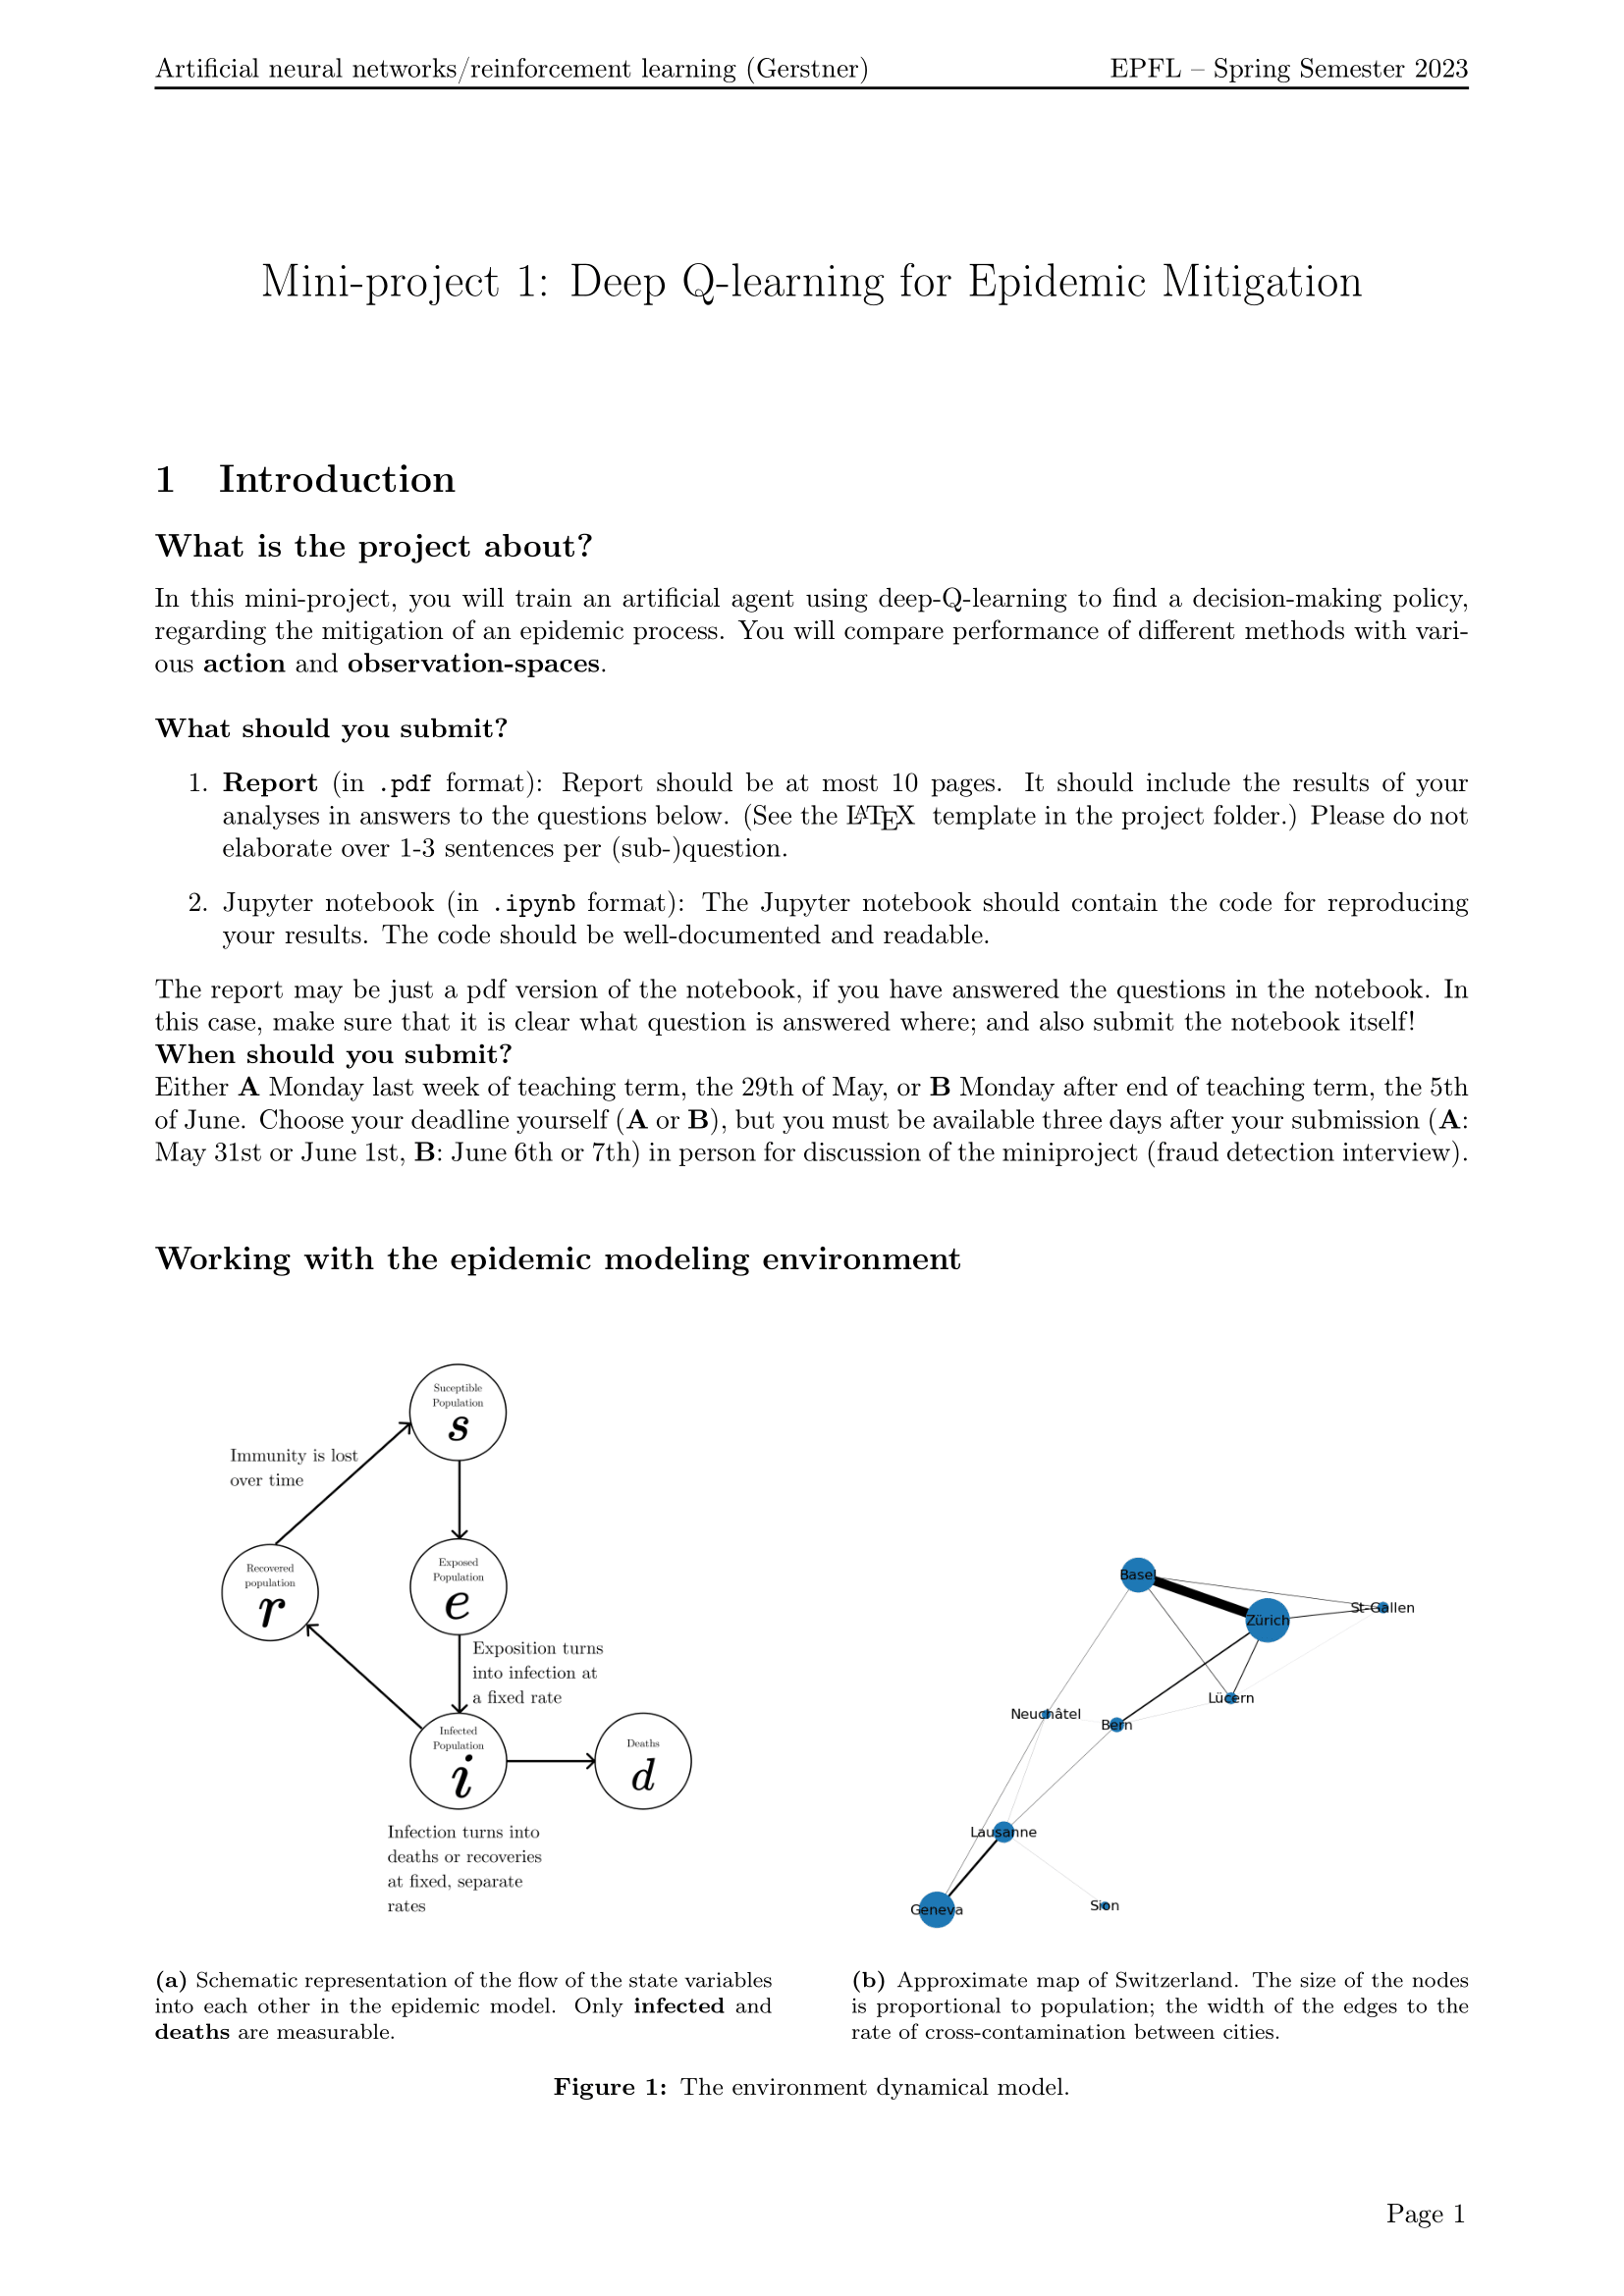 Artificial neural networks/reinforcement learning (Gerstner) EPFL – Spring Semester 2023
Mini-project 1: Deep Q-learning for Epidemic Mitigation
1 Introduction
What is the project about?
In this mini-project, you will train an artificial agent using deep-Q-learning to find a decision-making policy,
regarding the mitigation of an epidemic process. You will compare performance of different methods with vari-
ous action and observation-spaces.
What should you submit?
1. Report (in .pdf format): Report should be at most 10 pages. It should include the results of your
analyses in answers to the questions below. (See the LATEX template in the project folder.) Please do not
elaborate over 1-3 sentences per (sub-)question.
2. Jupyter notebook (in .ipynb format): The Jupyter notebook should contain the code for reproducing
your results. The code should be well-documented and readable.
The report may be just a pdf version of the notebook, if you have answered the questions in the notebook. In
this case, make sure that it is clear what question is answered where; and also submit the notebook itself!
When should you submit?
Either A Monday last week of teaching term, the 29th of May, or B Monday after end of teaching term, the 5th
of June. Choose your deadline yourself (A or B), but you must be available three days after your submission (A:
May 31st or June 1st, B: June 6th or 7th) in person for discussion of the miniproject (fraud detection interview).
Working with the epidemic modeling environment
Suceptible
Population
s
Immunity is lost
over time
Recovered
population
r
Exposed
Population
e
Exposition turns
into infection at
a fixed rate
Infected
Population
i
Deaths
d
Infection turns into
deaths or recoveries
at fixed, separate
rates
Basel
St-Gallen
Zürich
Lücern
Neuchâtel
Bern
Lausanne
Sion
Geneva
(a) Schematic representation of the flow of the state variables
into each other in the epidemic model. Only infected and
deaths are measurable.
(b) Approximate map of Switzerland. The size of the nodes
is proportional to population; the width of the edges to the
rate of cross-contamination between cities.
Figure 1: The environment dynamical model.
Page 1